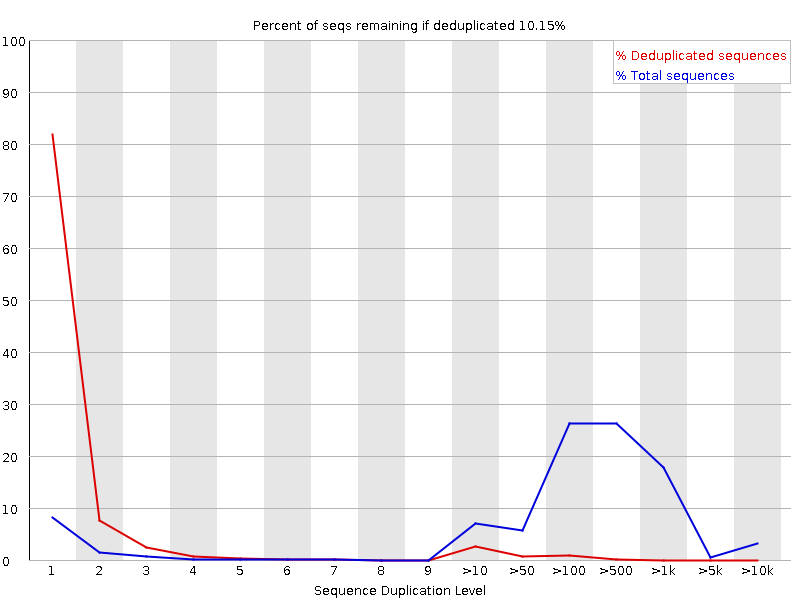 Percent of seqs remaining if deduplicated 10.15%
% Deduplicated sequences
% Total sequences
100
90
80
70
60
50
40
30
20
10
0
1 2 3 4 5 6 7 8 9 >10 >50 >100 >500 >1k >5k >10k
Sequence Duplication Level